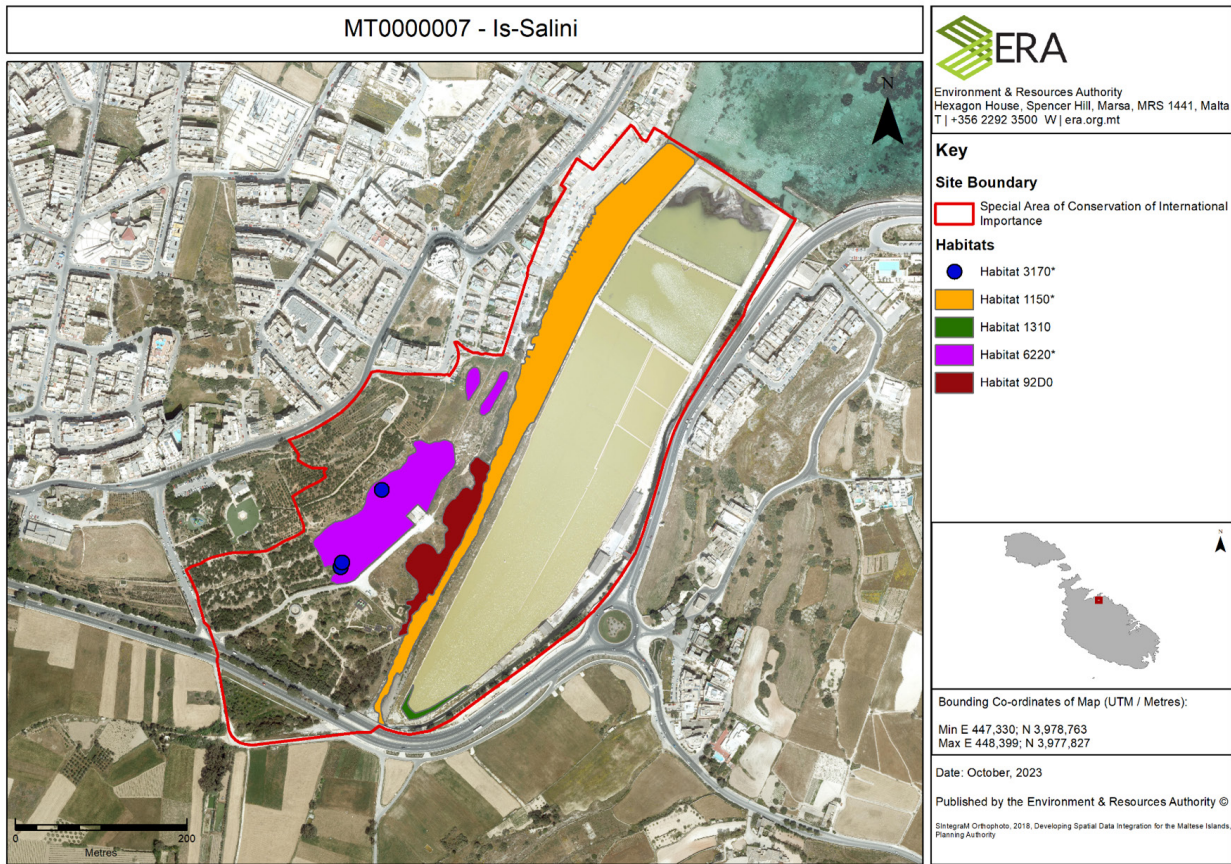 MT0000007 - Is-Salini
N
0
200
Metres
ERA
Environment & Resources Authority
Hexagon House, Spencer Hill, Marsa, MRS 1441, Malta
T | +356 2292 3500 W | era.org.mt
Key
Site Boundary
Special Area of Conservation of International
Importance
Habitats
Habitat 3170*
Habitat 1150*
Habitat 1310
Habitat 6220*
Habitat 92D0
N
Bounding Co-ordinates of Map (UTM / Metres):
Min E 447,330; N 3,978,763
Max E 448,399; N 3,977,827
Date: October, 2023
Published by the Environment & Resources Authority ©
SIntegraM Orthophoto, 2018, Developing Spatial Data Integration for the Maltese Islands,
Planning Authority